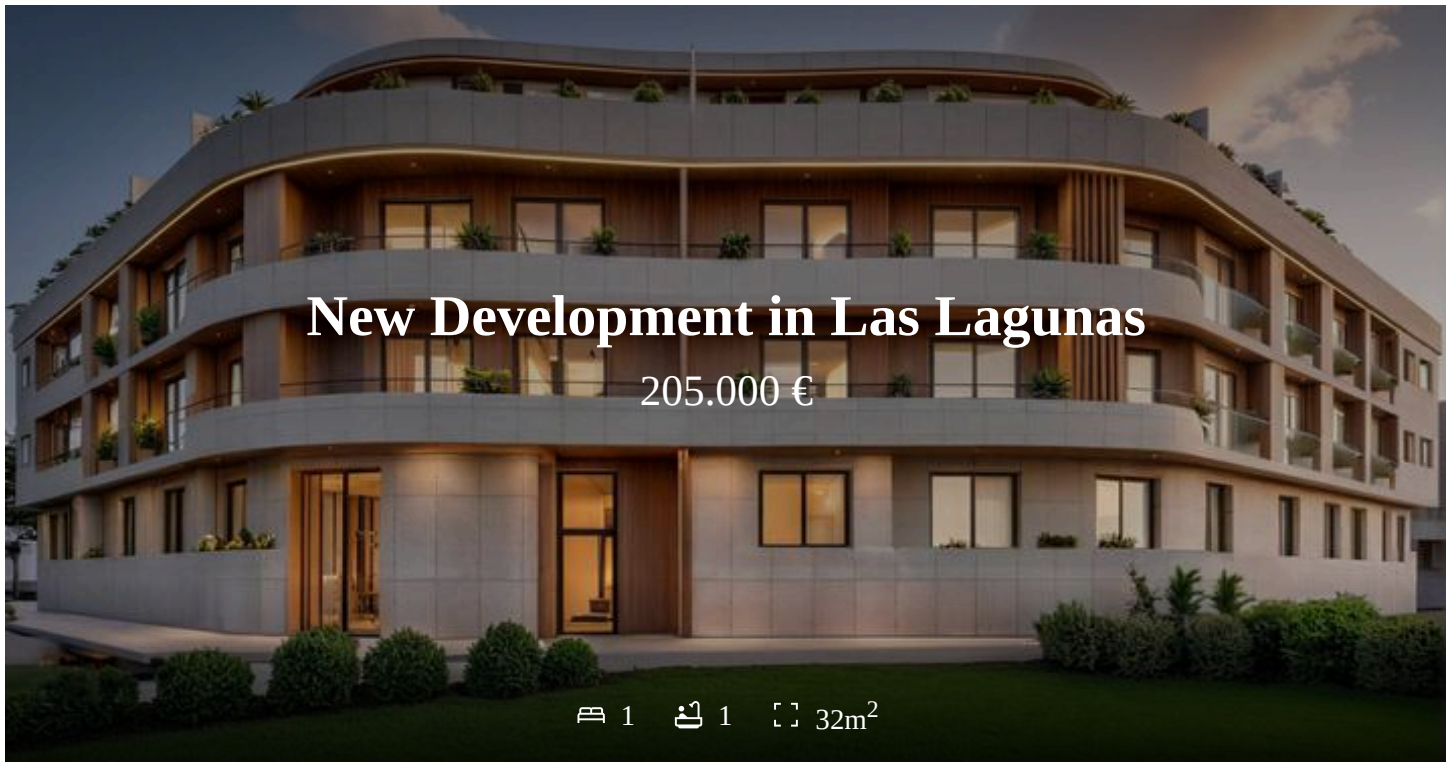 New Development in Las Lagunas
205.000 €
1 1 32m²